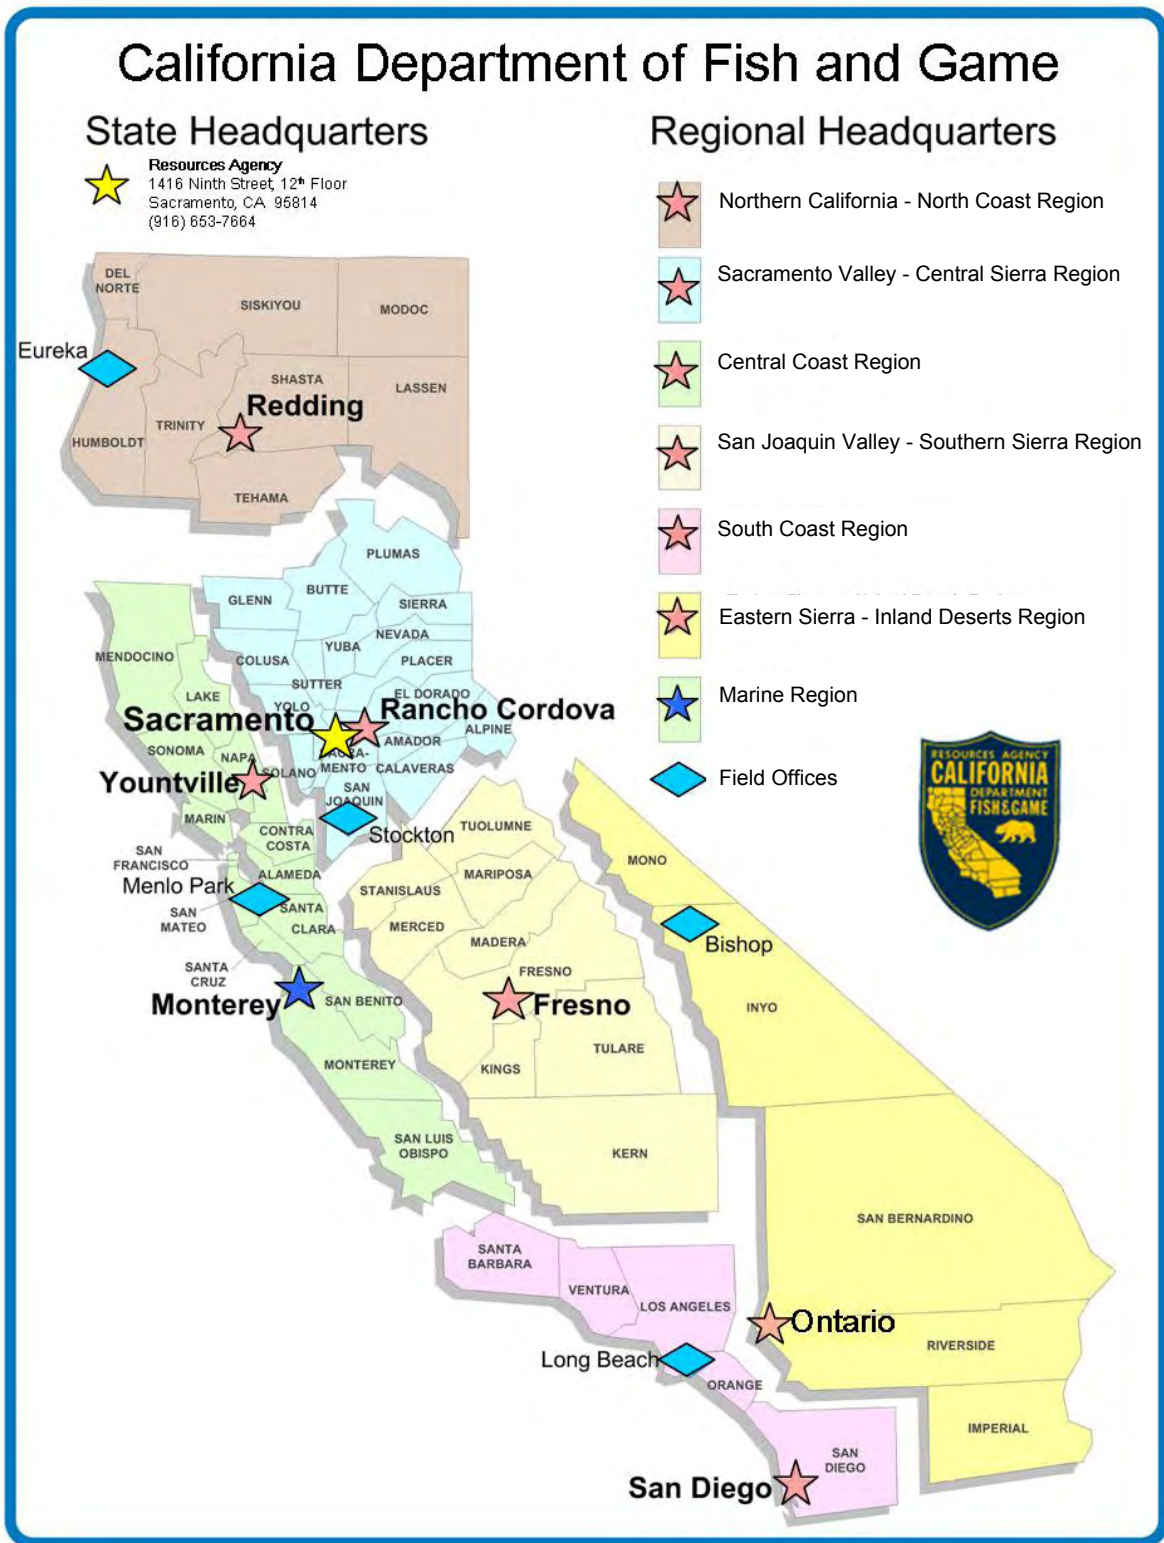 California Department of Fish and Game
State Headquarters
Resources Agency
1416 Ninth Street, 12th Floor
Sacramento, CA 95814
(916) 653-7664
Regional Headquarters
Northern California - North Coast Region
Sacramento Valley - Central Sierra Region
Central Coast Region
San Joaquin Valley - Southern Sierra Region
South Coast Region
Eastern Sierra - Inland Deserts Region
Marine Region
Field Offices
RESOURCES AGENCY
CALIFORNIA
DEPARTMENT
FISH&GAME
DEL
NORTE
SISKIYOU
MODOC
Eureka
SHASTA
LASSEN
Redding
TRINITY
HUMBOLDT
TEHAMA
PLUMAS
BUTTE
GLENN
SIERRA
NEVADA
YUBA
COLUSA
PLACER
SUTTER
EL DORADO
YOLO
Rancho Cordova
Sacramento
ALPINE
AMADOR
MENTO
CALAVERAS
SOLANO
SAN
JOAQUIN
Stockton
MENDOCINO
LAKE
SONOMA
NAPA
Yountville
MARIN
CONTRA
COSTA
SAN
FRANCISCO
ALAMEDA
Menlo Park
SANTA
CLARA
SAN
MATEO
SANTA
CRUZ
Monterey
SAN BENITO
MONTEREY
SAN LUIS
OBISPO
TUOLUMNE
MARIPOSA
STANISLAUS
MERCED
MADERA
FRESNO
Fresno
TULARE
KINGS
KERN
MONO
Bishop
INYO
SAN BERNARDINO
Ontario
RIVERSIDE
IMPERIAL
SANTA
BARBARA
VENTURA
LOS ANGELES
Long Beach
ORANGE
SAN
DIEGO
San Diego